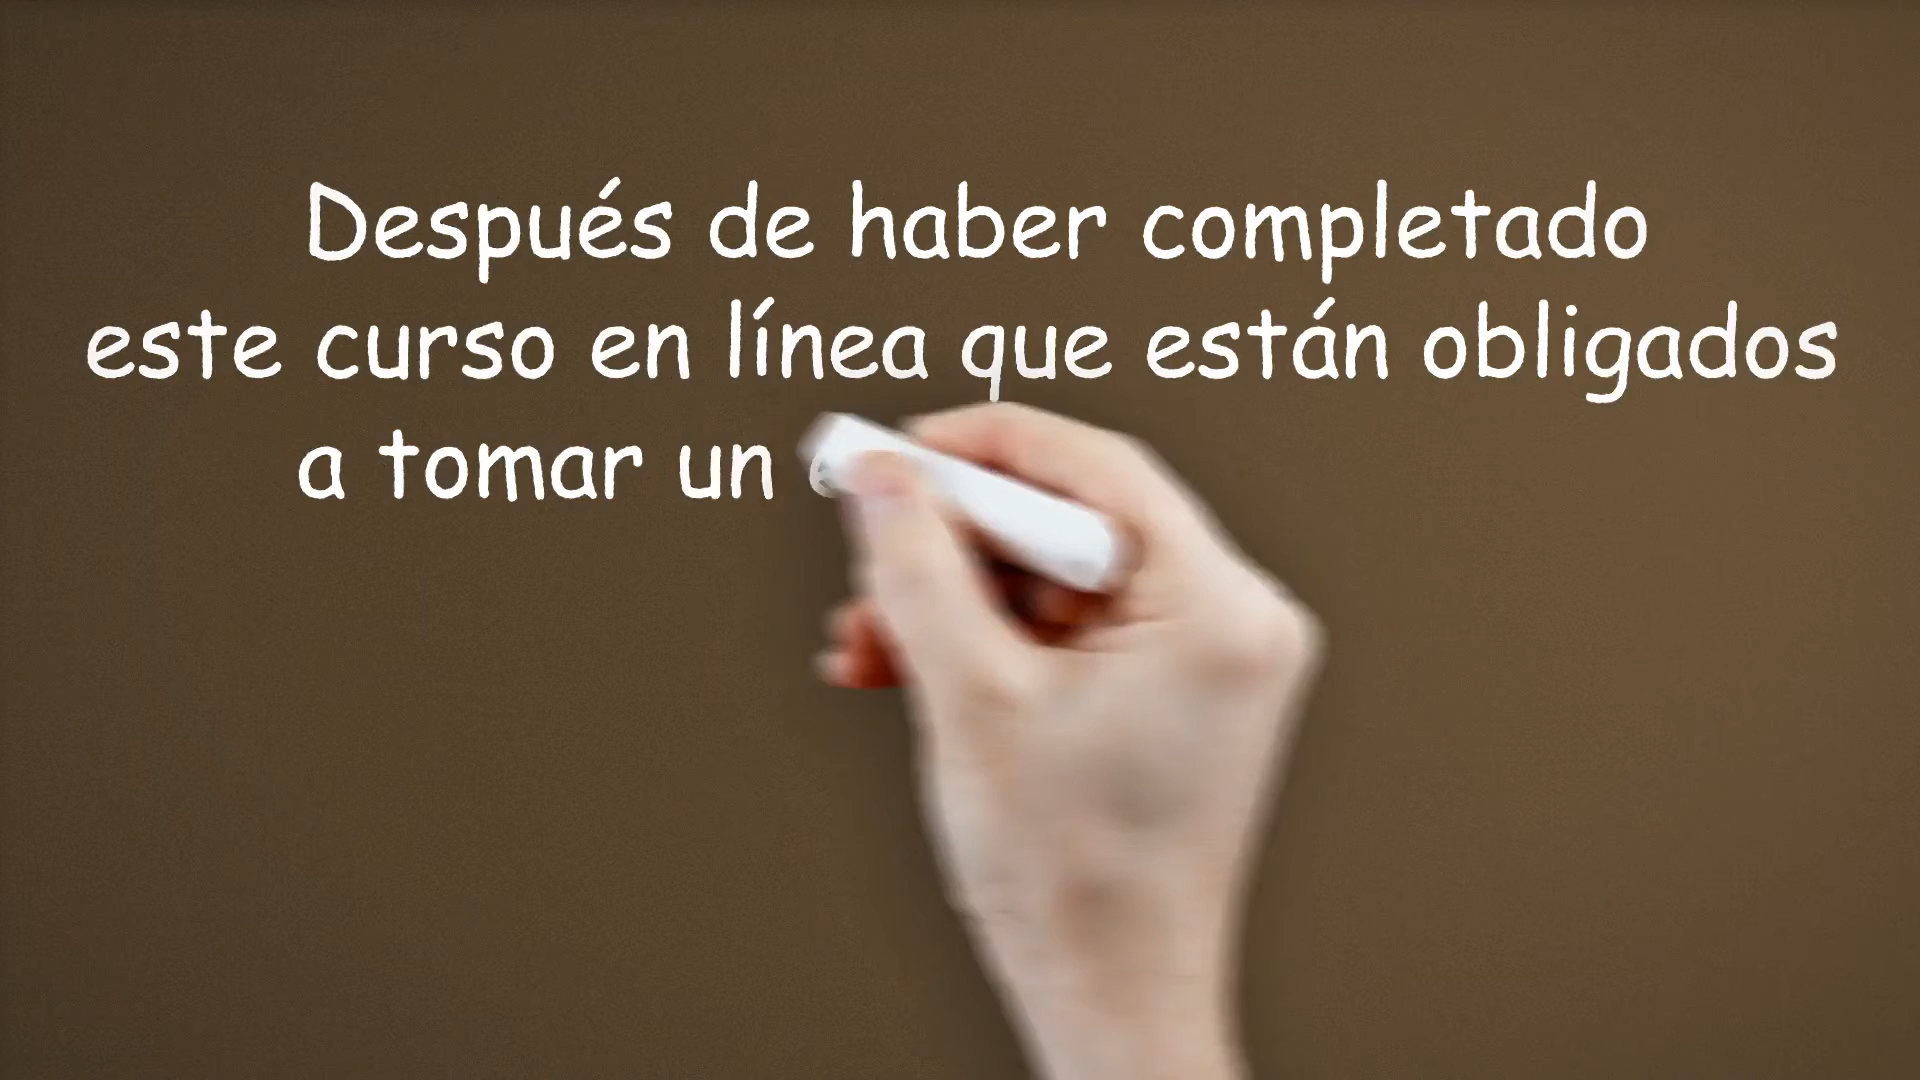 Después de haber completado
este curso en línea que están obligados
a tomar un